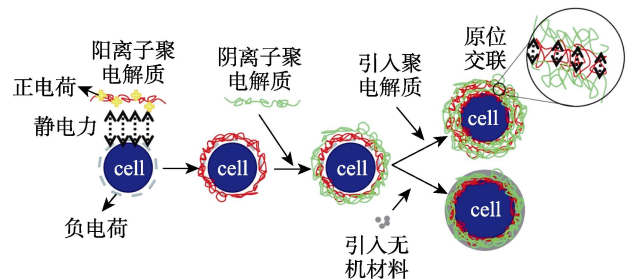 阳离子聚
电解质
正电荷
静电力
cell
负电荷
cell
阴离子聚
电解质
cell
引入聚
电解质
引入无
机材料
原位
交联
cell
cell